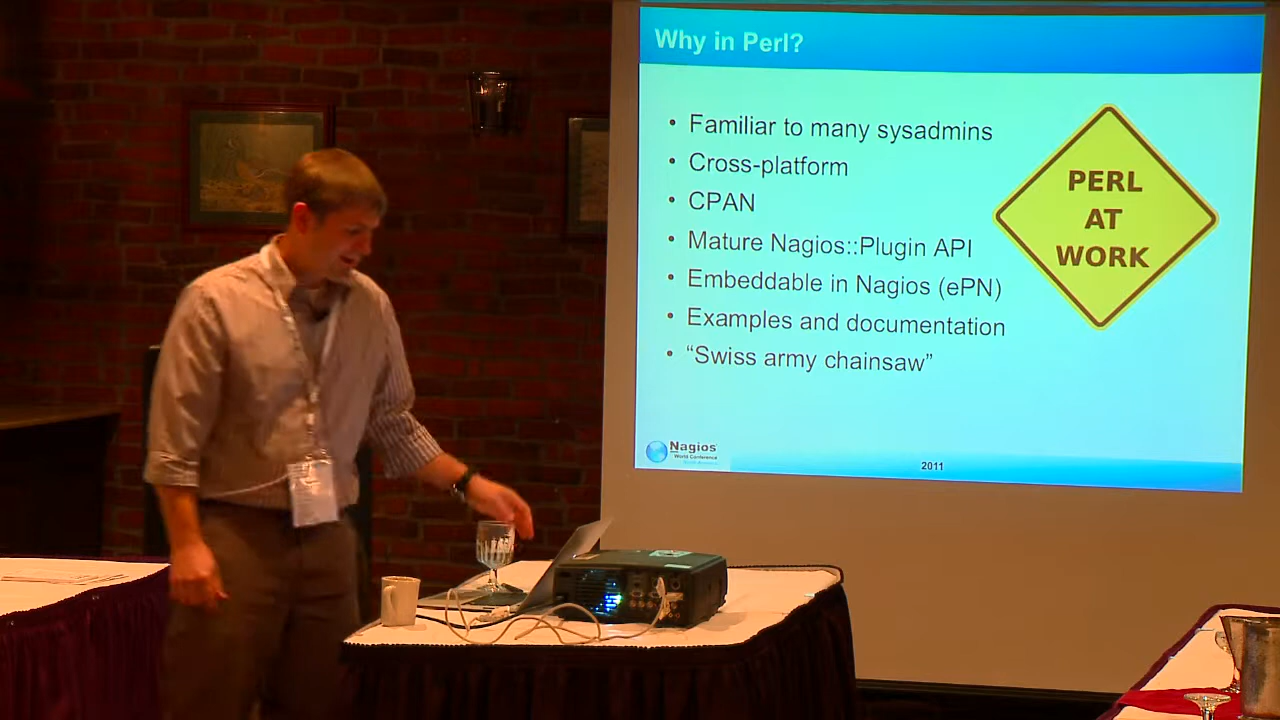 Why in Perl?
• Familiar to many sysadmins
• Cross-platform
• CPAN
• Mature Nagios::Plugin API
• Embeddable in Nagios (ePN)
• Examples and documentation
• “Swiss army chainsaw”
PERL
AT
WORK
Nagios
World Conference
2011